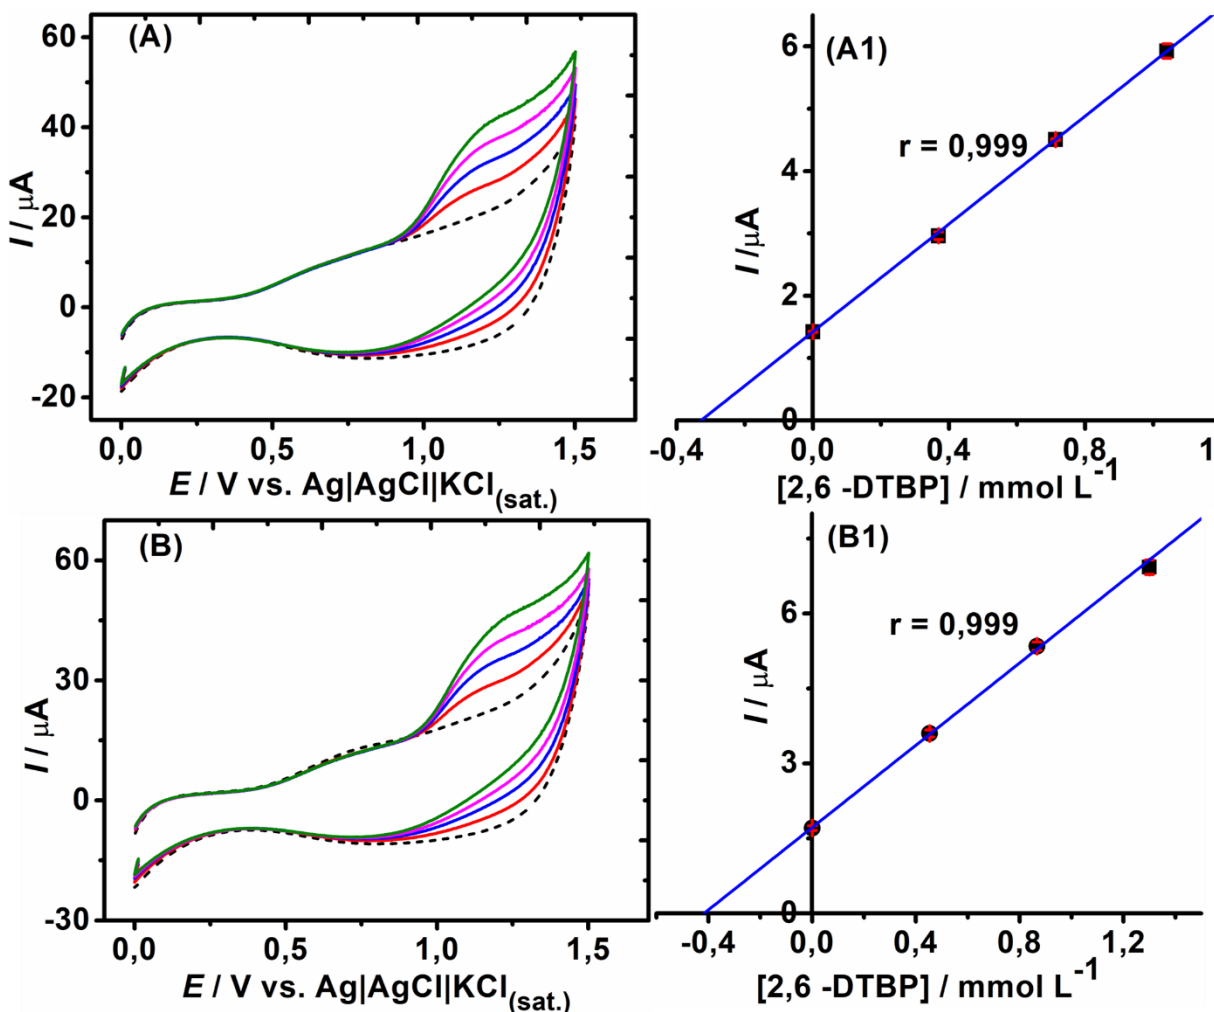 (A)
60
40
20
0
-20
I / μA
0,0
0,5
1,0
1,5
E / V vs. Ag|AgCl|KCl(sat.)
(A1)
r = 0,999
6
4
2
0
I /μA
-0,4
0,0
0,4
0,8
1
[2,6 -DTBP] / mmol L-1
(B)
60
30
0
-30
I / μA
0,0
0,5
1,0
1,5
E / V vs. Ag|AgCl|KCl(sat.)
(B1)
r = 0,999
6
3
0
I / μA
-0,4
0,0
0,4
0,8
1,2
[2,6 -DTBP] / mmol L-1